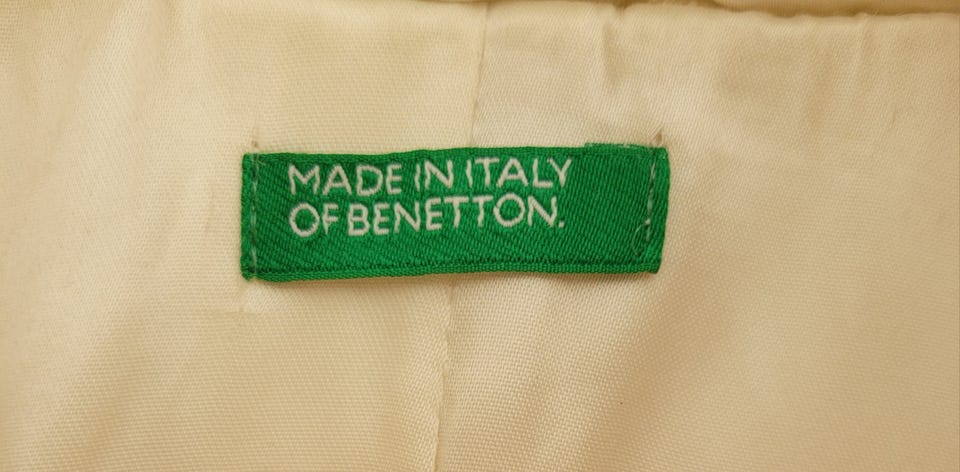 MADE IN ITALY
OF BENETTON.